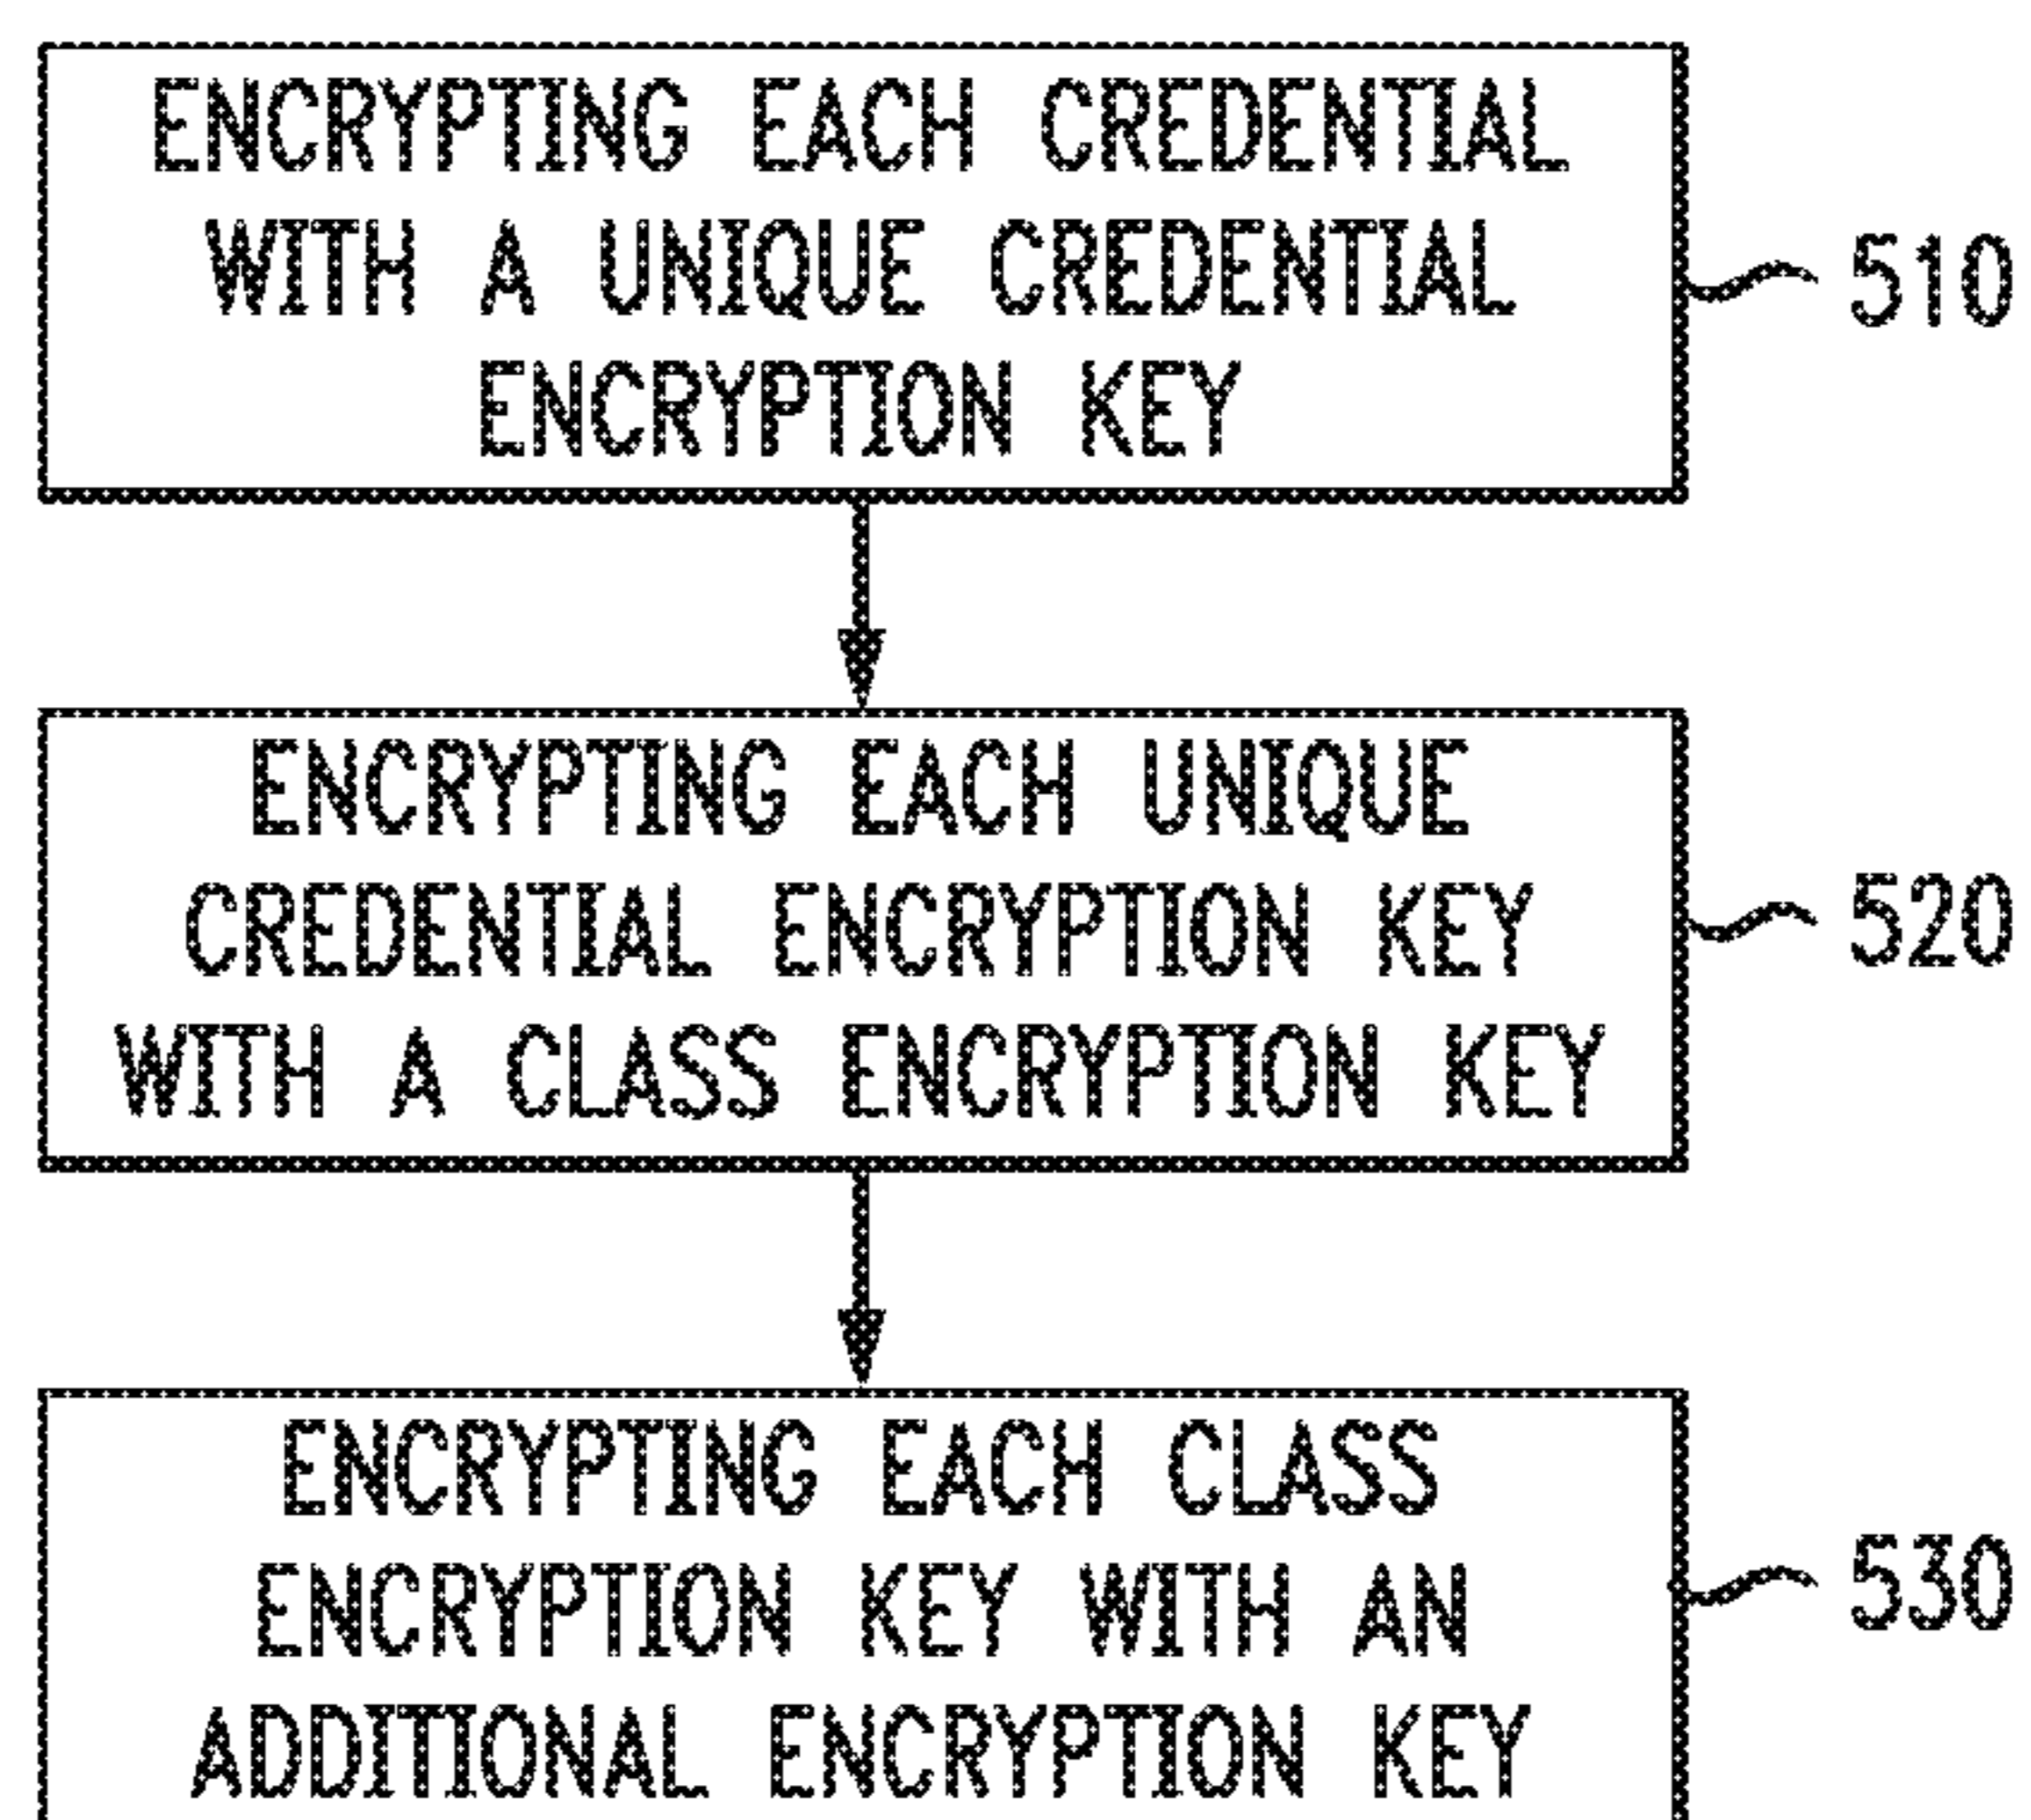 ENCRYPTING EACH CREDENTIAL
WITH A UNIQUE CREDENTIAL
ENCRYPTION KEY
510
ENCRYPTING EACH UNIQUE
CREDENTIAL ENCRYPTION KEY
WITH A CLASS ENCRYPTION KEY
520
ENCRYPTING EACH CLASS
ENCRYPTION KEY WITH AN
ADDITIONAL ENCRYPTION KEY
530